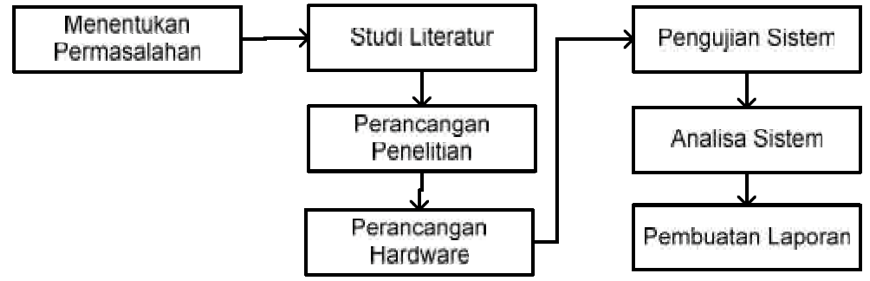 Menentukan
Permasalahan
Studi Literatur
Perancangan
Penelitian
Perancangan
Hardware
Pengujian Sistem
Analisa Sistem
Pembuatan Laporan